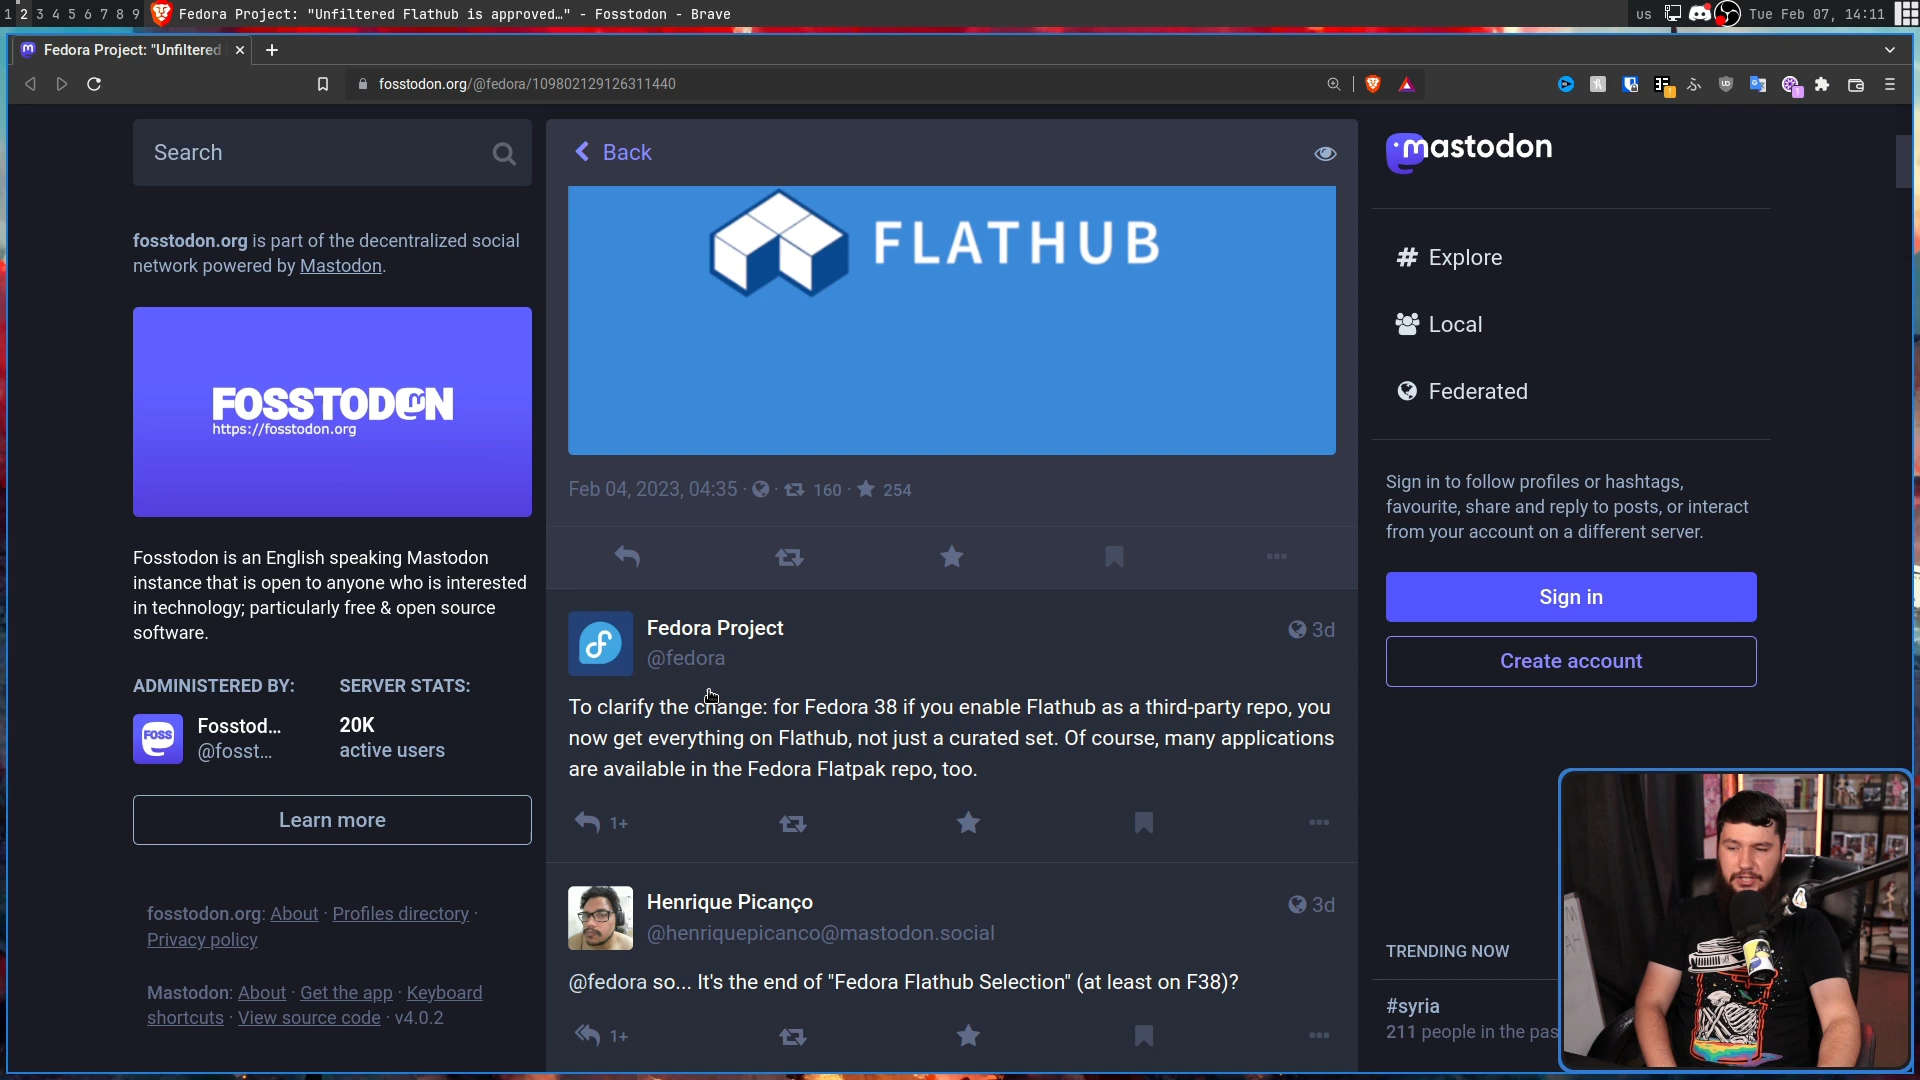 1 2 3 4 5 6 7 8 9 Fedora Project: "Unfiltered Flathub is approved…" - Fosstodon - Brave
us Tue Feb 07, 14:11
Fedora Project: "Unfiltered
fosstodon.org/@fedora/109802129126311440
Search
fosstodon.org is part of the decentralized social
network powered by Mastodon.
FOSSTODON
https://fosstodon.org
Fosstodon is an English speaking Mastodon
instance that is open to anyone who is interested
in technology; particularly free & open source
software.
ADMINISTERED BY:
FOSS
Fosstod…
@fosst…
SERVER STATS:
20K
active users
Learn more
fosstodon.org: About · Profiles directory ·
Privacy policy
Mastodon: About · Get the app · Keyboard
shortcuts · View source code · v4.0.2
Back
FLATHUB
Feb 04, 2023, 04:35 · · 160 · 254
Fedora Project
3d
@fedora
To clarify the change: for Fedora 38 if you enable Flathub as a third-party repo, you
now get everything on Flathub, not just a curated set. Of course, many applications
are available in the Fedora Flatpak repo, too.
1+
Henrique Picanço
3d
@henriquepicanco@mastodon.social
@fedora so... It's the end of "Fedora Flathub Selection" (at least on F38)?
1+
mastodon
# Explore
Local
Federated
Sign in to follow profiles or hashtags,
favourite, share and reply to posts, or interact
from your account on a different server.
Sign in
Create account
TRENDING NOW
#syria
211 people in the pas